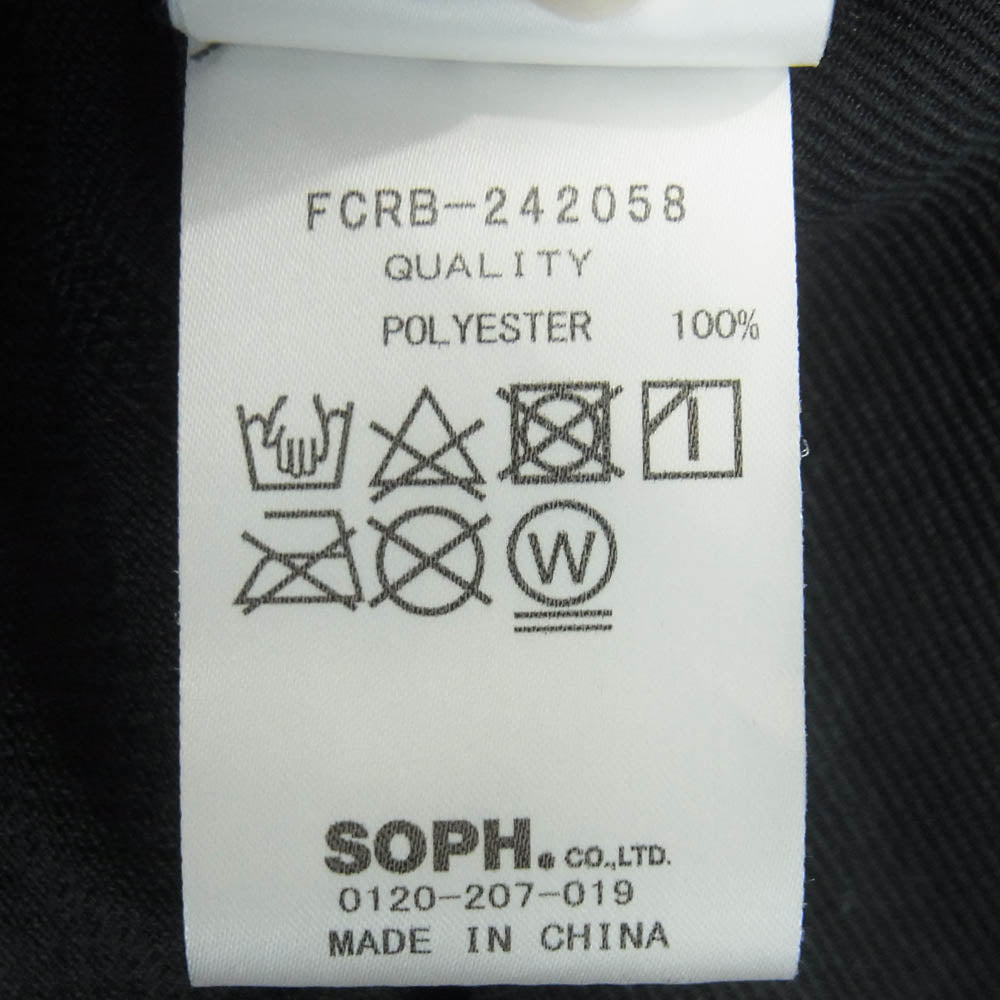 FCRB-242058
QUALITY
POLYESTER 100%
W
SOPH. CO.,LTD.
0120-207-019
MADE IN CHINA